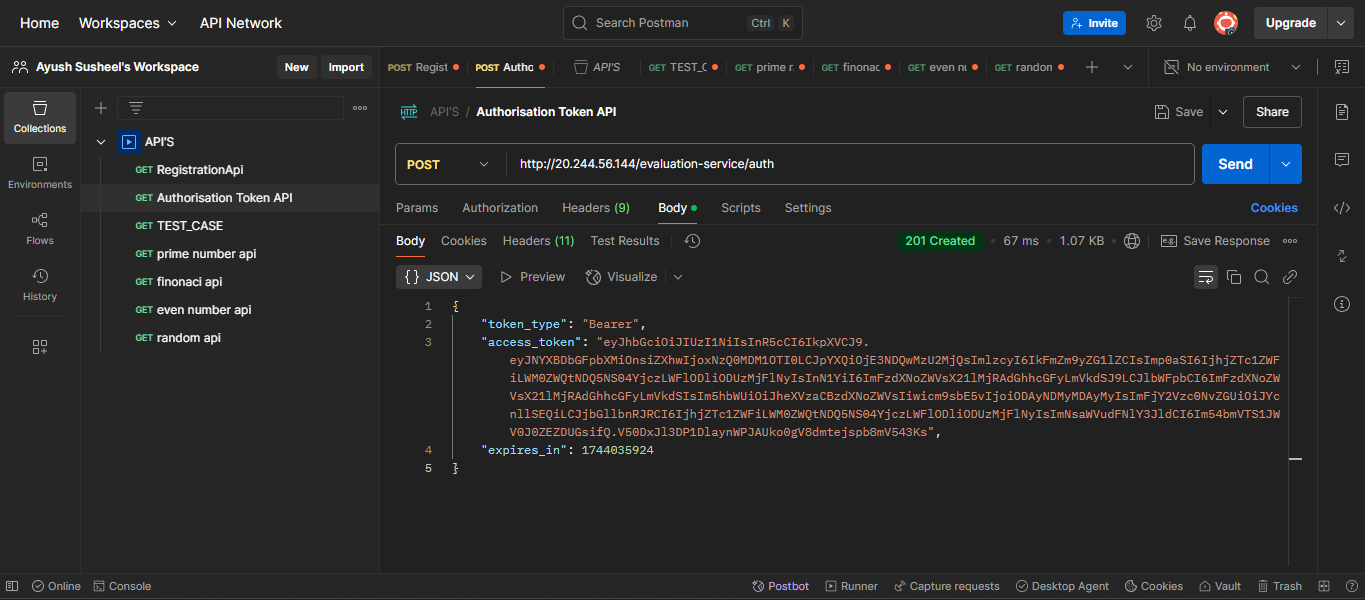 Home Workspaces API Network Search Postman Ctrl K Invite Upgrade
Ayush Susheel's Workspace New Import POST Regist POST Autho API'S GET TEST_C GET prime r GET finonac GET even nu GET random No environment
Collections
Environments
Flows
History
API'S
GET RegistrationApi
GET Authorisation Token API
GET TEST_CASE
GET prime number api
GET finonaci api
GET even number api
GET random api
HTTP API'S / Authorisation Token API Save Share
POST http://20.244.56.144/evaluation-service/auth Send
Params Authorization Headers (9) Body Scripts Settings Cookies
Body Cookies Headers (11) Test Results 201 Created 67 ms 1.07 KB e.g. Save Response
{} JSON Preview Visualize
1 {
2 "token_type": "Bearer",
3 "access_token": "eyJhbGciOiJIUzI1NiIsInR5cCI6IkpXVCJ9.
4 "expires_in": 1744035924
5 }
Online Console Postbot Runner Capture requests Desktop Agent Cookies Vault Trash